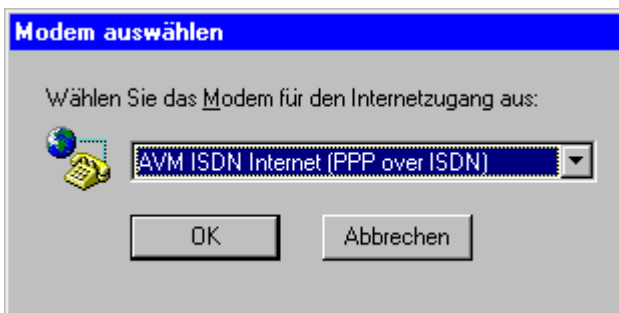 Modem auswählen
Wählen Sie das Modem für den Internetzugang aus:
AVM ISDN Internet (PPP over ISDN)
OK
Abbrechen